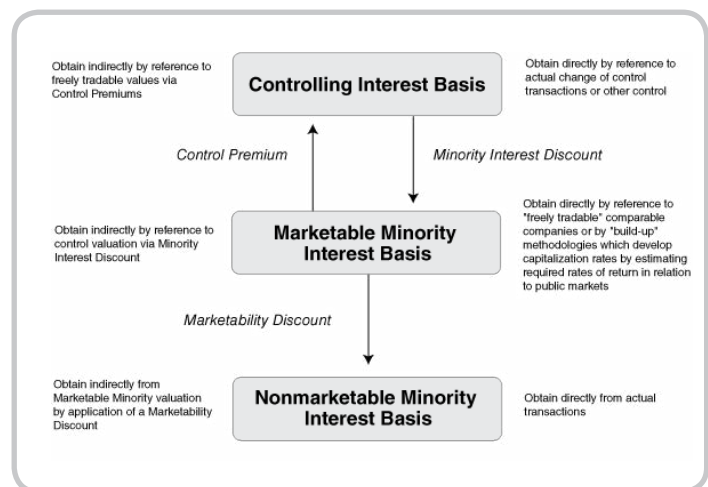 Obtain indirectly by reference to
freely tradable values via
Control Premiums
Controlling Interest Basis
Obtain directly by reference to
actual change of control
transactions or other control
Control Premium
Minority Interest Discount
Obtain indirectly by reference to
control valuation via Minority
Interest Discount
Marketable Minority
Interest Basis
Obtain directly by reference to
"freely tradable" comparable
companies or by "build-up"
methodologies which develop
capitalization rates by estimating
required rates of return in relation
to public markets
Marketability Discount
Obtain indirectly from
Marketable Minority valuation
by application of a Marketability
Discount
Nonmarketable Minority
Interest Basis
Obtain directly from actual
transactions